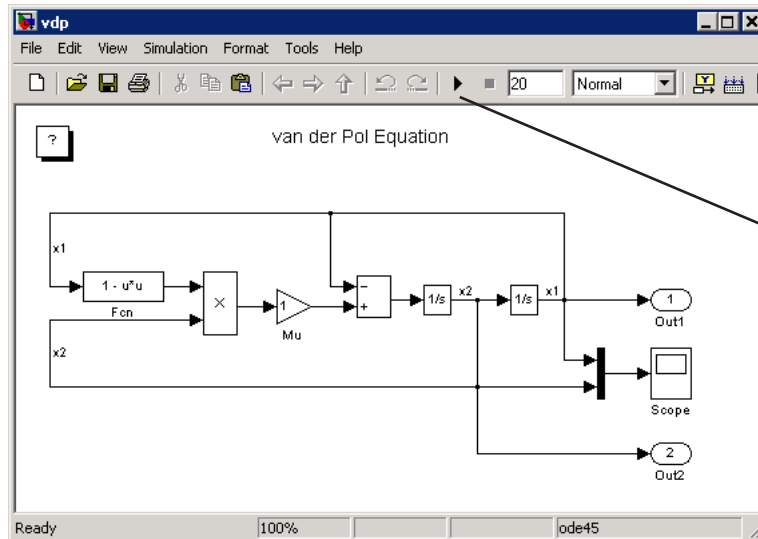 vdp
File Edit View Simulation Format Tools Help
20 Normal
?
van der Pol Equation
x1
1 - u*u
Fcn
×
1
Mu
−
+
1/s
x2
1/s
x1
1
Out1
x2
Scope
2
Out2
Ready 100% ode45